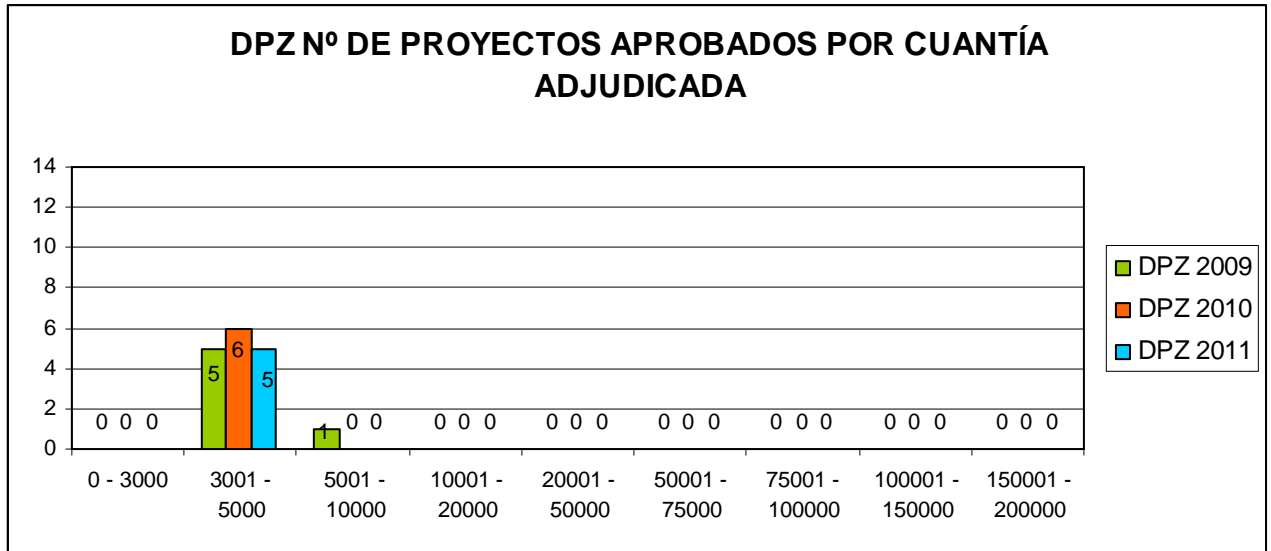 DPZ Nº DE PROYECTOS APROBADOS POR CUANTÍA
ADJUDICADA
14
12
10
8
6
4
2
0
0 0 0
5 6 5
1 0 0
0 0 0
0 0 0
0 0 0
0 0 0
0 0 0
0 0 0
0 - 3000
3001 -
5000
5001 -
10000
10001 -
20000
20001 -
50000
50001 -
75000
75001 -
100000
100001 -
150000
150001 -
200000
DPZ 2009
DPZ 2010
DPZ 2011